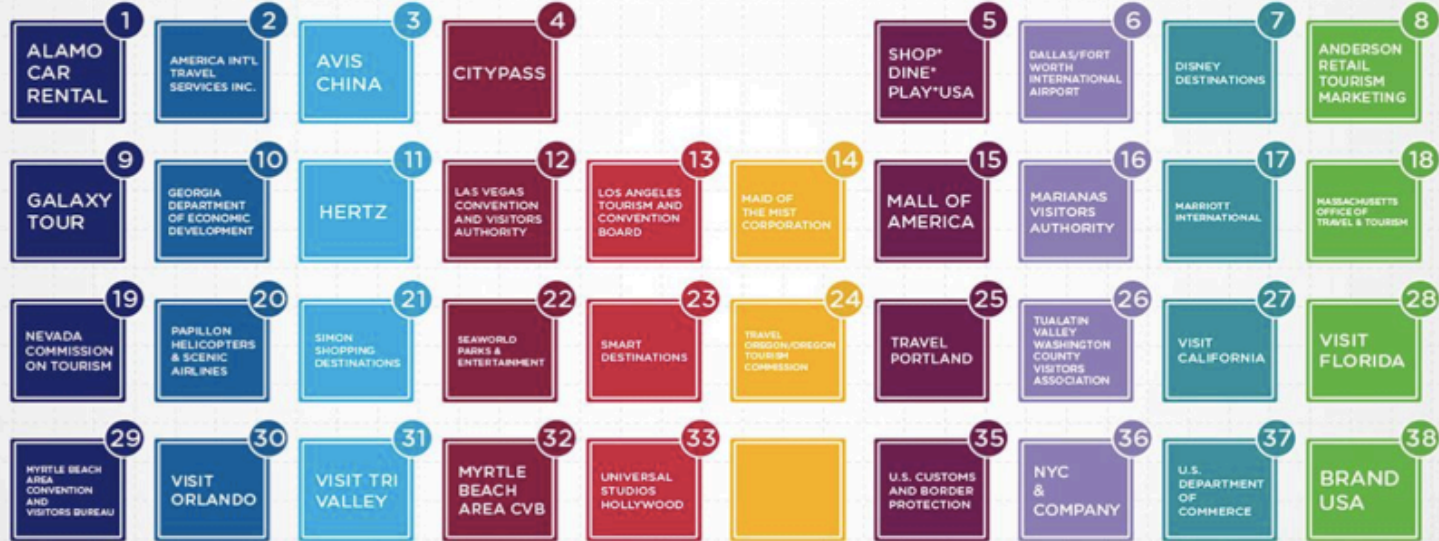 1
ALAMO
CAR
RENTAL
2
AMERICA INT'L
TRAVEL
SERVICES INC.
3
AVIS
CHINA
4
CITYPASS
5
SHOP*
DINE*
PLAY*USA
6
DALLAS/FORT
WORTH
INTERNATIONAL
AIRPORT
7
DISNEY
DESTINATIONS
8
ANDERSON
RETAIL
TOURISM
MARKETING
9
GALAXY
TOUR
10
GEORGIA
DEPARTMENT
OF ECONOMIC
DEVELOPMENT
11
HERTZ
12
LAS VEGAS
CONVENTION
AND VISITORS
AUTHORITY
13
LOS ANGELES
TOURISM AND
CONVENTION
BOARD
14
MAID OF
THE MIST
CORPORATION
15
MALL OF
AMERICA
16
MARIANAS
VISITORS
AUTHORITY
17
MARRIOTT
INTERNATIONAL
18
MASSACHUSETTS
OFFICE OF
TRAVEL & TOURISM
19
NEVADA
COMMISSION
ON TOURISM
20
PAPILLON
HELICOPTERS
& SCENIC
AIRLINES
21
SIMON
SHOPPING
DESTINATIONS
22
SEAWORLD
PARKS &
ENTERTAINMENT
23
SMART
DESTINATIONS
24
TRAVEL
OREGON/OREGON
TOURISM
COMMISSION
25
TRAVEL
PORTLAND
26
TUALATIN
VALLEY
WASHINGTON
COUNTY
VISITORS
ASSOCIATION
27
VISIT
CALIFORNIA
28
VISIT
FLORIDA
29
MYRTLE BEACH
AREA
CONVENTION
AND
VISITORS BUREAU
30
VISIT
ORLANDO
31
VISIT TRI
VALLEY
32
MYRTLE
BEACH
AREA CVB
33
UNIVERSAL
STUDIOS
HOLLYWOOD
35
U.S. CUSTOMS
AND BORDER
PROTECTION
36
NYC
&
COMPANY
37
U.S.
DEPARTMENT
OF
COMMERCE
38
BRAND
USA